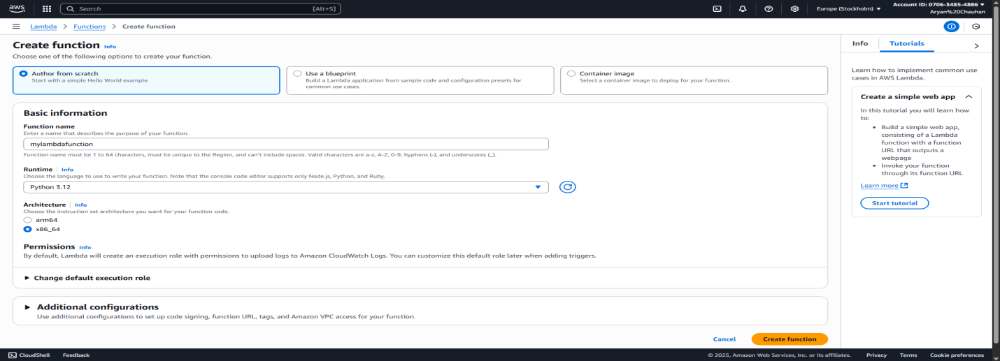 aws
Search [Alt+S]
Europe (Stockholm)
Account ID: 0706-3485-4886
Aryan%20Chauhan
Lambda > Functions > Create function
Create function Info
Choose one of the following options to create your function.
Author from scratch
Start with a simple Hello World example.
Use a blueprint
Build a Lambda application from sample code and configuration presets for
common use cases.
Container image
Select a container image to deploy for your function.
Basic information
Function name
Enter a name that describes the purpose of your function.
mylambdafunction
Function name must be 1 to 64 characters, must be unique to the Region, and can't include spaces. Valid characters are a-z, A-Z, 0-9, hyphens (-), and underscores (_).
Runtime Info
Choose the language to use to write your function. Note that the console code editor supports only Node.js, Python, and Ruby.
Python 3.12
Architecture Info
Choose the instruction set architecture you want for your function code.
arm64
x86_64
Permissions Info
By default, Lambda will create an execution role with permissions to upload logs to Amazon CloudWatch Logs. You can customize this default role later when adding triggers.
Change default execution role
Additional configurations
Use additional configurations to set up code signing, function URL, tags, and Amazon VPC access for your function.
Cancel
Create function
Info
Tutorials
Learn how to implement common use
cases in AWS Lambda.
Create a simple web app
In this tutorial you will learn how
to:
• Build a simple web app,
consisting of a Lambda
function with a function
URL that outputs a
webpage
• Invoke your function
through its function URL
Learn more
Start tutorial
CloudShell
Feedback
© 2025, Amazon Web Services, Inc. or its affiliates.
Privacy
Terms
Cookie preferences